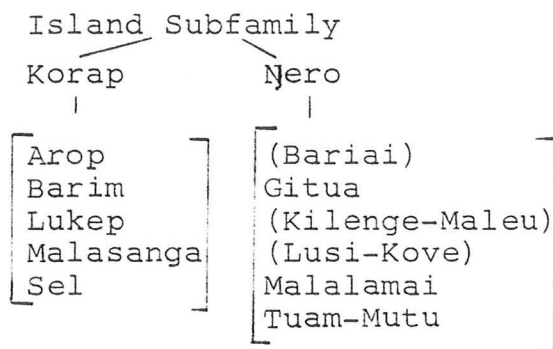 Island Subfamily
Korap
Ŋero
Arop
Barim
Lukep
Malasanga
Sel
(Bariai)
Gitua
(Kilenge-Maleu)
(Lusi-Kove)
Malalamai
Tuam-Mutu